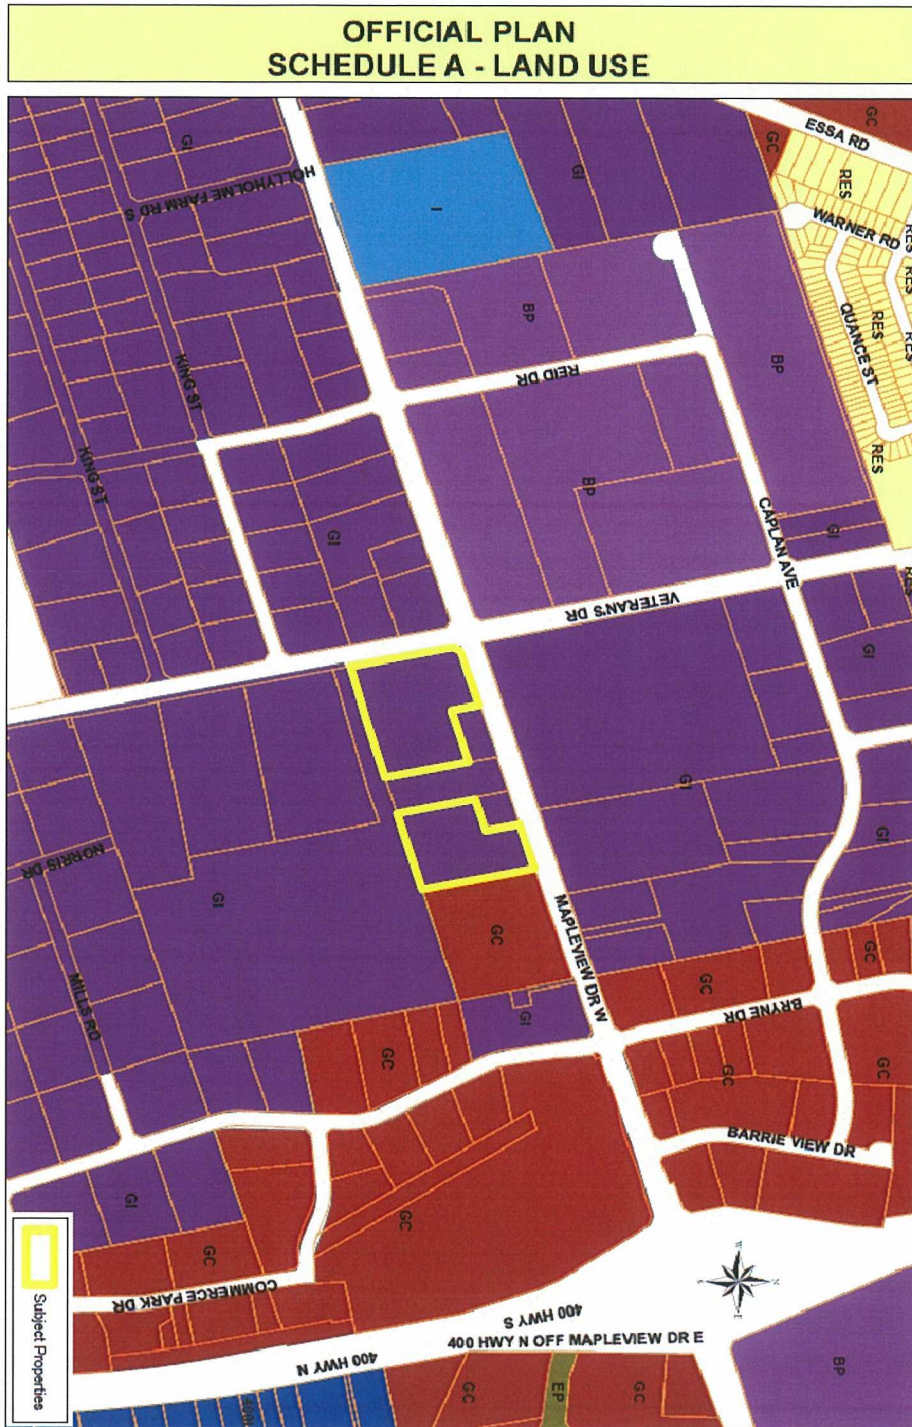 OFFICIAL PLAN
SCHEDULE A - LAND USE
GC
ESSA RD
GC
GI
HOLLYHOLME FARM RD S
I
GI
RES
WARNER RD
RES
RES
RES
RES
QUANCE ST
RES
BP
BP
REID DR
KING ST
KING ST
RES
BP
GI
CAPLAN AVE
GI
RES
VETERAN'S DR
GI
GI
GI
NORRIS DR
GI
GC
MAPLEVIEW DR W
GC
GC
MILLS RD
GI
BRYNE DR
GC
GC
GC
BARRIE VIEW DR
GI
GC
GC
COMMERCE PARK DR
W
N
E
400 HWY S
400 HWY N OFF MAPLEVIEW DR E
400 HWY N
BP
GC
EP
GC
Subject Properties